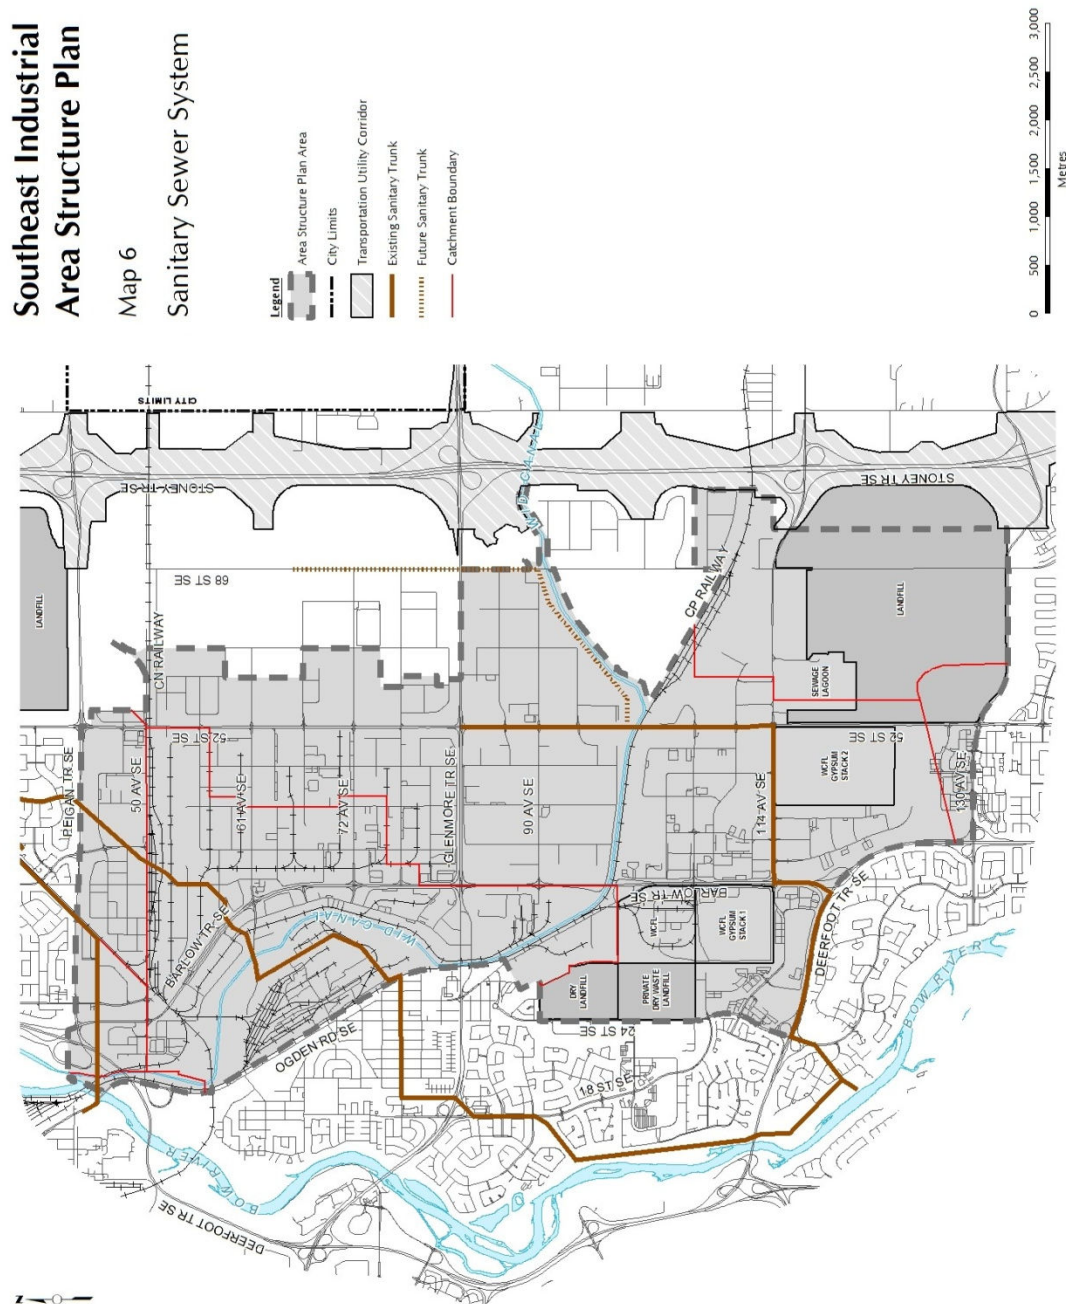 Southeast Industrial
Area Structure Plan
Map 6
Sanitary Sewer System
Legend
Area Structure Plan Area
City Limits
Transportation Utility Corridor
Existing Sanitary Trunk
Future Sanitary Trunk
Catchment Boundary
0 500 1,000 1,500 2,000 2,500 3,000
Metres
CITY LIMITS
STONEY TR SE
W I D C A N A L
STONEY TR SE
LANDFILL
68 ST SE
CN RAILWAY
CP RAILWAY
LANDFILL
SEWAGE
LAGOON
PEIGAN TR SE
50 AV SE
52 ST SE
61 AV SE
72 AV SE
GLENMORE TR SE
90 AV SE
114 AV SE
WCFL
GYPSUM
STACK 2
52 ST SE
130 AV SE
BARLOW TR SE
W I D C A N A L
BARLOW TR SE
WCFL
WCFL
GYPSUM
STACK 1
DRY
LANDFILL
PRIVATE
DRY WASTE
LANDFILL
DEERFOOT TR SE
BOW RIVER
OGDEN RD SE
24 ST SE
18 ST SE
BOW RIVER
DEERFOOT TR SE
N